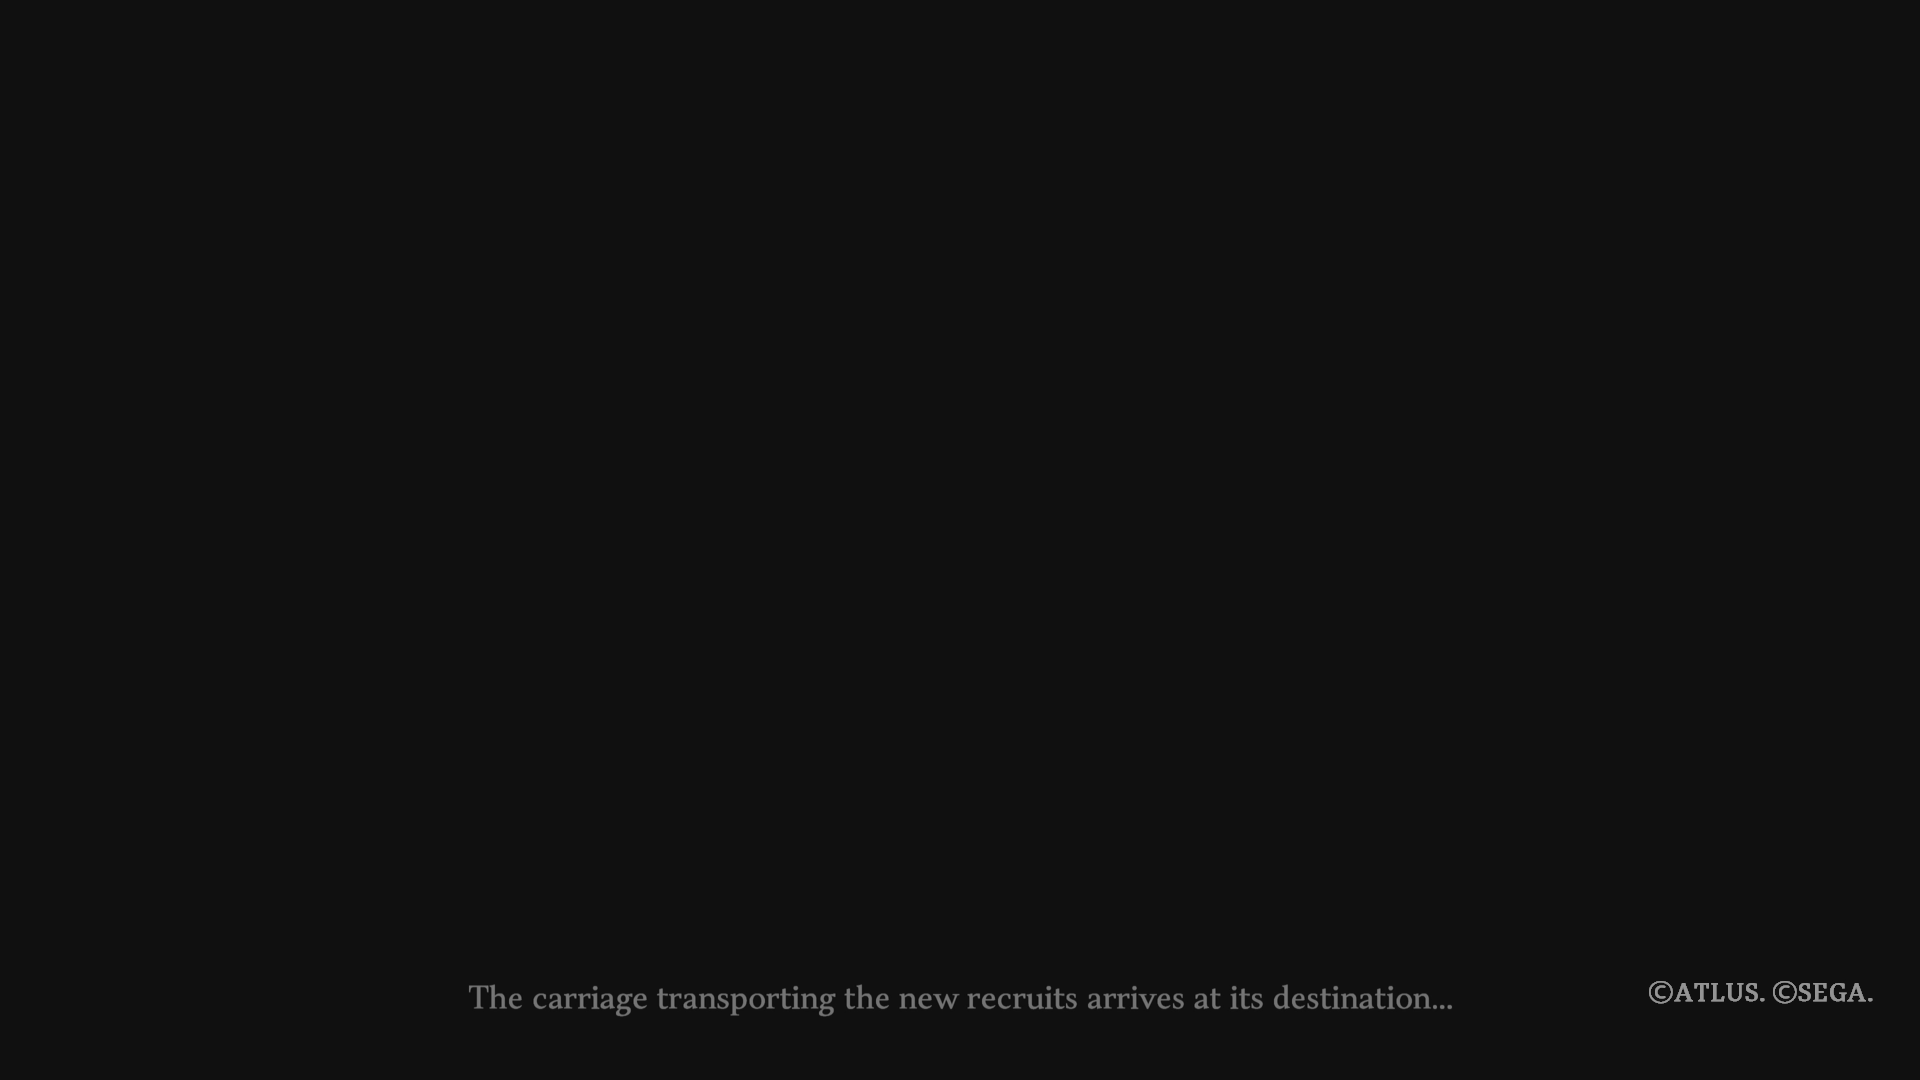 The carriage transporting the new recruits arrives at its destination...
©ATLUS. ©SEGA.